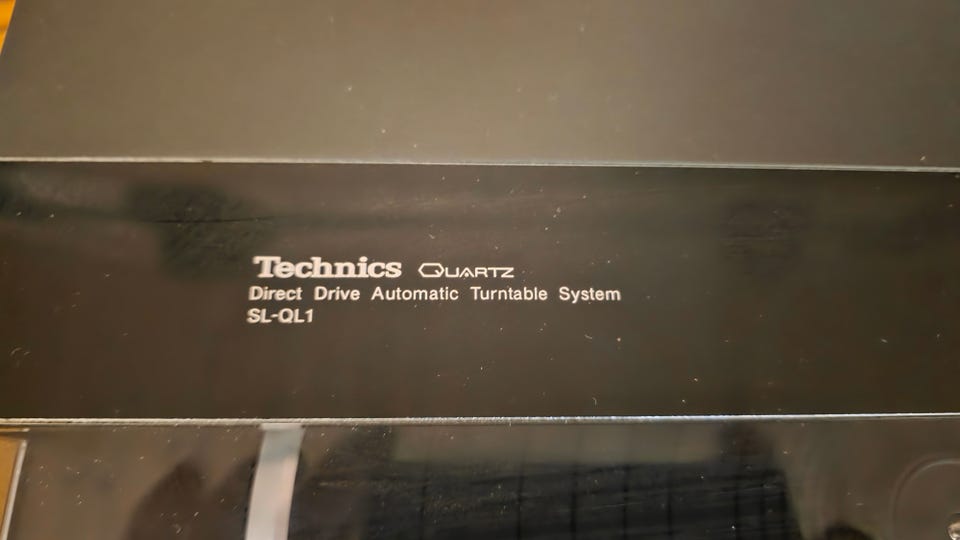 Technics QUARTZ
Direct Drive Automatic Turntable System
SL-QL1